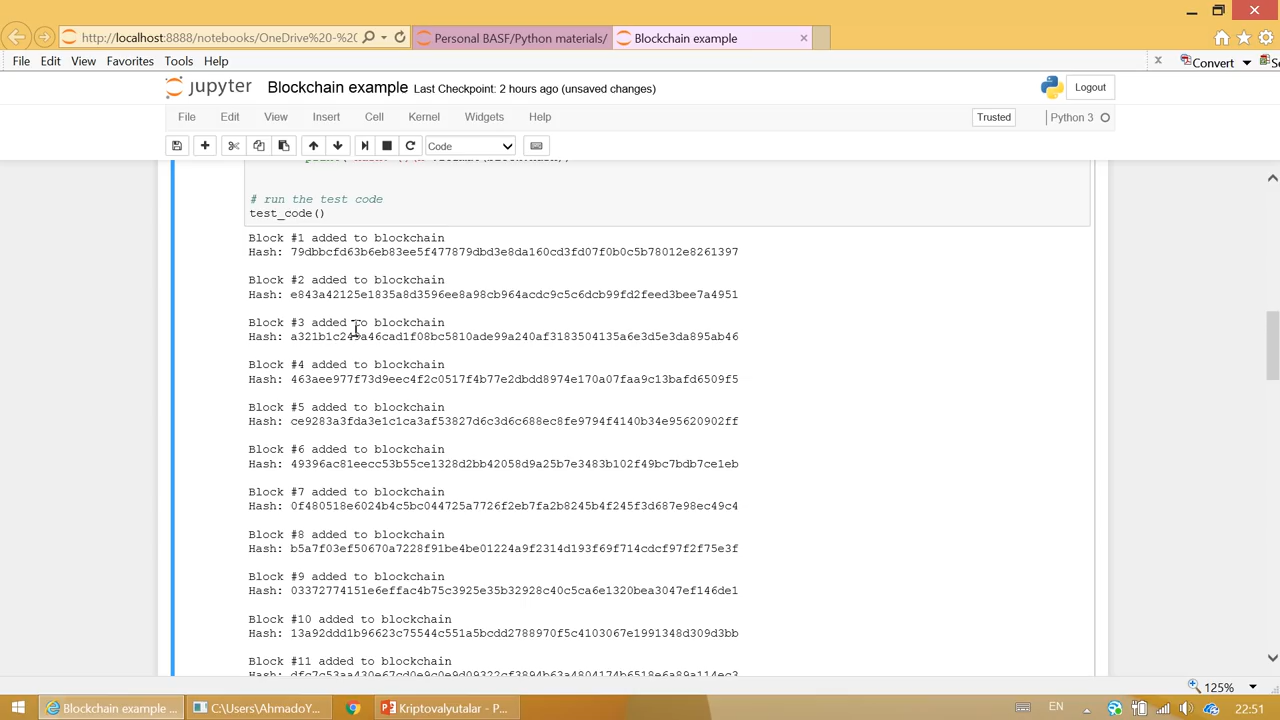 http://localhost:8888/notebooks/OneDrive%20-%20C
Personal BASF/Python materials/
Blockchain example
File Edit View Favorites Tools Help
Convert
jupyter Blockchain example Last Checkpoint: 2 hours ago (unsaved changes)
Logout
File Edit View Insert Cell Kernel Widgets Help
Trusted
Python 3
Code
# run the test code
test_code()
Block #1 added to blockchain
Hash: 79dbbcfd63b6eb83ee5f477879dbd3e8da160cd3fd07f0b0c5b78012e8261397
Block #2 added to blockchain
Hash: e843a42125e1835a8d3596ee8a98cb964acdc9c5c6dcb99fd2feed3bee7a4951
Block #3 added to blockchain
Hash:
Block #4 added to blockchain
Hash: 463aee977f73d9eec4f2c0517f4b77e2dbdd8974e170a07faa9c13bafd6509f5
Block #5 added to blockchain
Hash: ce9283a3fda3e1c1ca3af53827d6c3d6c688ec8fe9794f4140b34e95620902ff
Block #6 added to blockchain
Hash: 49396ac81eecc53b55ce1328d2bb42058d9a25b7e3483b102f49bc7bdb7ce1eb
Block #7 added to blockchain
Hash: 0f480518e6024b4c5bc044725a7726f2eb7fa2b8245b4f245f3d687e98ec49c4
Block #8 added to blockchain
Hash: b5a7f03ef50670a7228f91be4be01224a9f2314d193f69f714cdcf97f2f75e3f
Block #9 added to blockchain
Hash: 03372774151e6effac4b75c3925e35b32928c40c5ca6e1320bea3047ef146de1
Block #10 added to blockchain
Hash: 13a92ddd1b96623c75544c551a5bcdd2788970f5c4103067e1991348d309d3bb
Block #11 added to blockchain
125%
Blockchain example ...
C:\Users\AhmadoY...
Kriptovalyutalar - P...
EN
22:51